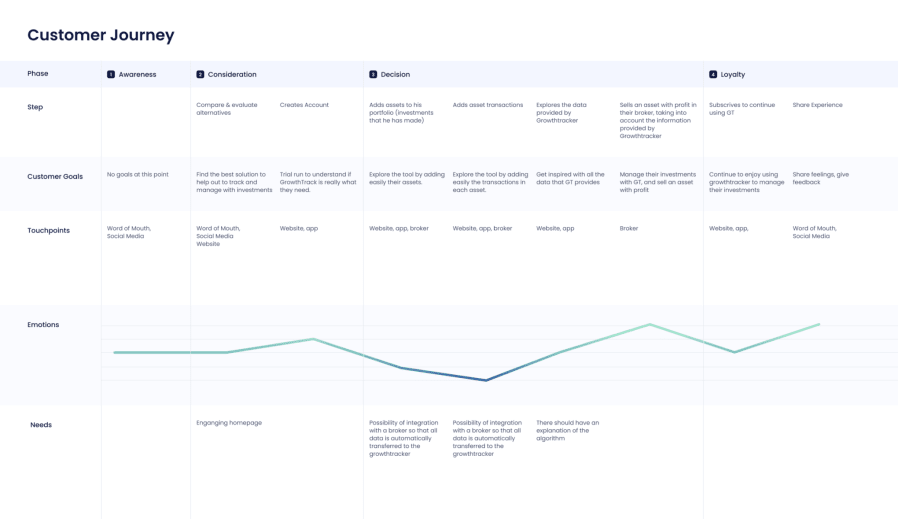 Customer Journey
Phase
1 Awareness
2 Consideration
3 Decision
4 Loyalty
Step
Compare & evaluate
alternatives
Creates Account
Adds assets to his
portfolio (investments
that he has made)
Adds asset transactions
Explores the data
provided by
Growthtracker
Sells an asset with profit in
their broker, taking into
account the information
provided by
Growthtracker
Subscrives to continue
using GT
Share Experience
Customer Goals
No goals at this point
Find the best solution to
help out to track and
manage with investments
Trial run to understand if
GrowthTrack is really what
they need.
Explore the tool by adding
easily their assets.
Explore the tool by adding
easily the transactions in
each asset.
Get inspired with all the
data that GT provides
Manage their investments
with GT, and sell an asset
with profit
Continue to enjoy using
growthtracker to manage
their investments
Share feelings, give
feedback
Touchpoints
Word of Mouth,
Social Media
Word of Mouth,
Social Media
Website
Website, app
Website, app, broker
Website, app, broker
Website, app
Broker
Website, app,
Word of Mouth,
Social Media
Emotions
Needs
Enganging homepage
Possibility of integration
with a broker so that all
data is automatically
transferred to the
growthtracker
Possibility of integration
with a broker so that all
data is automatically
transferred to the
growthtracker
There should have an
explanation of the
algorithm